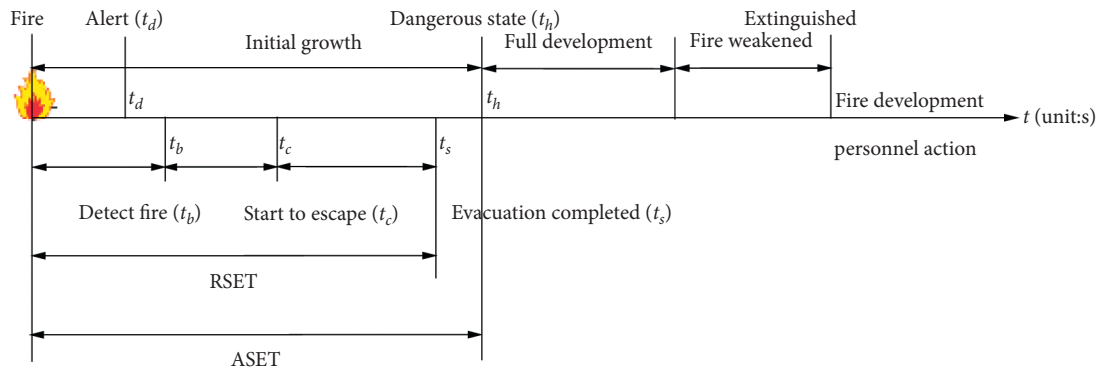 Fire
Alert (t_d)
Dangerous state (t_h)
Extinguished
Initial growth
Full development
Fire weakened
t_d
t_h
Fire development
t (unit:s)
t_b
t_c
t_s
personnel action
Detect fire (t_b)
Start to escape (t_c)
Evacuation completed (t_s)
RSET
ASET